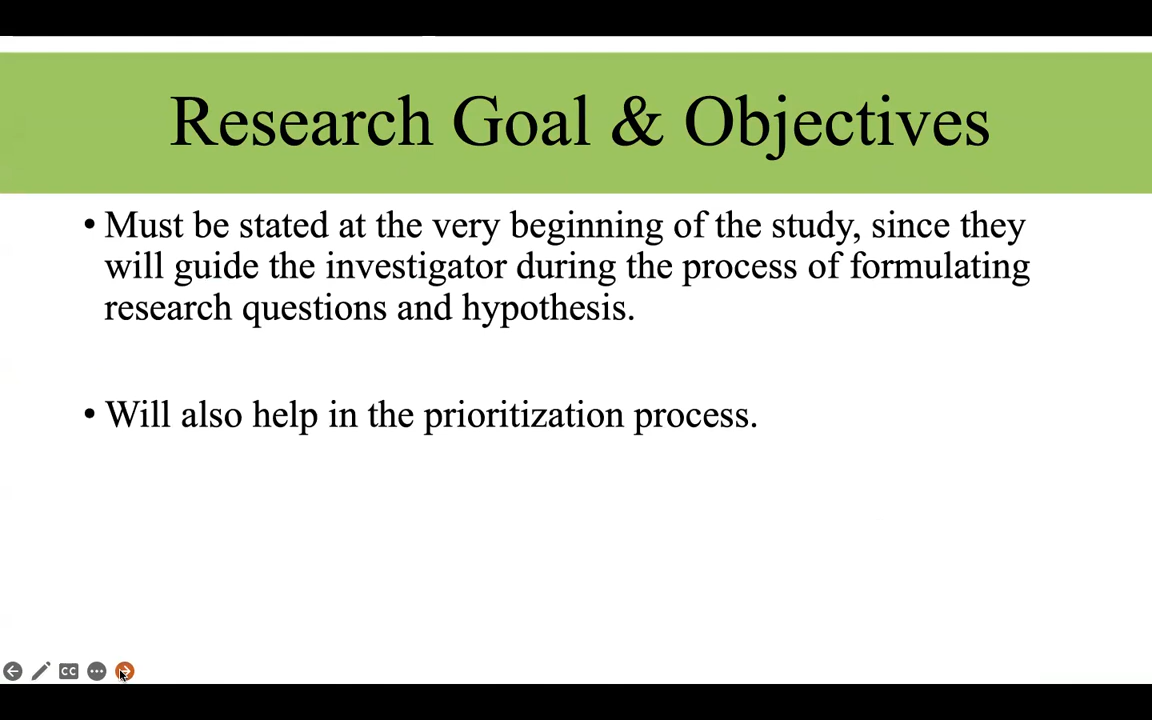 Research Goal & Objectives
• Must be stated at the very beginning of the study, since they
will guide the investigator during the process of formulating
research questions and hypothesis.
• Will also help in the prioritization process.
CC